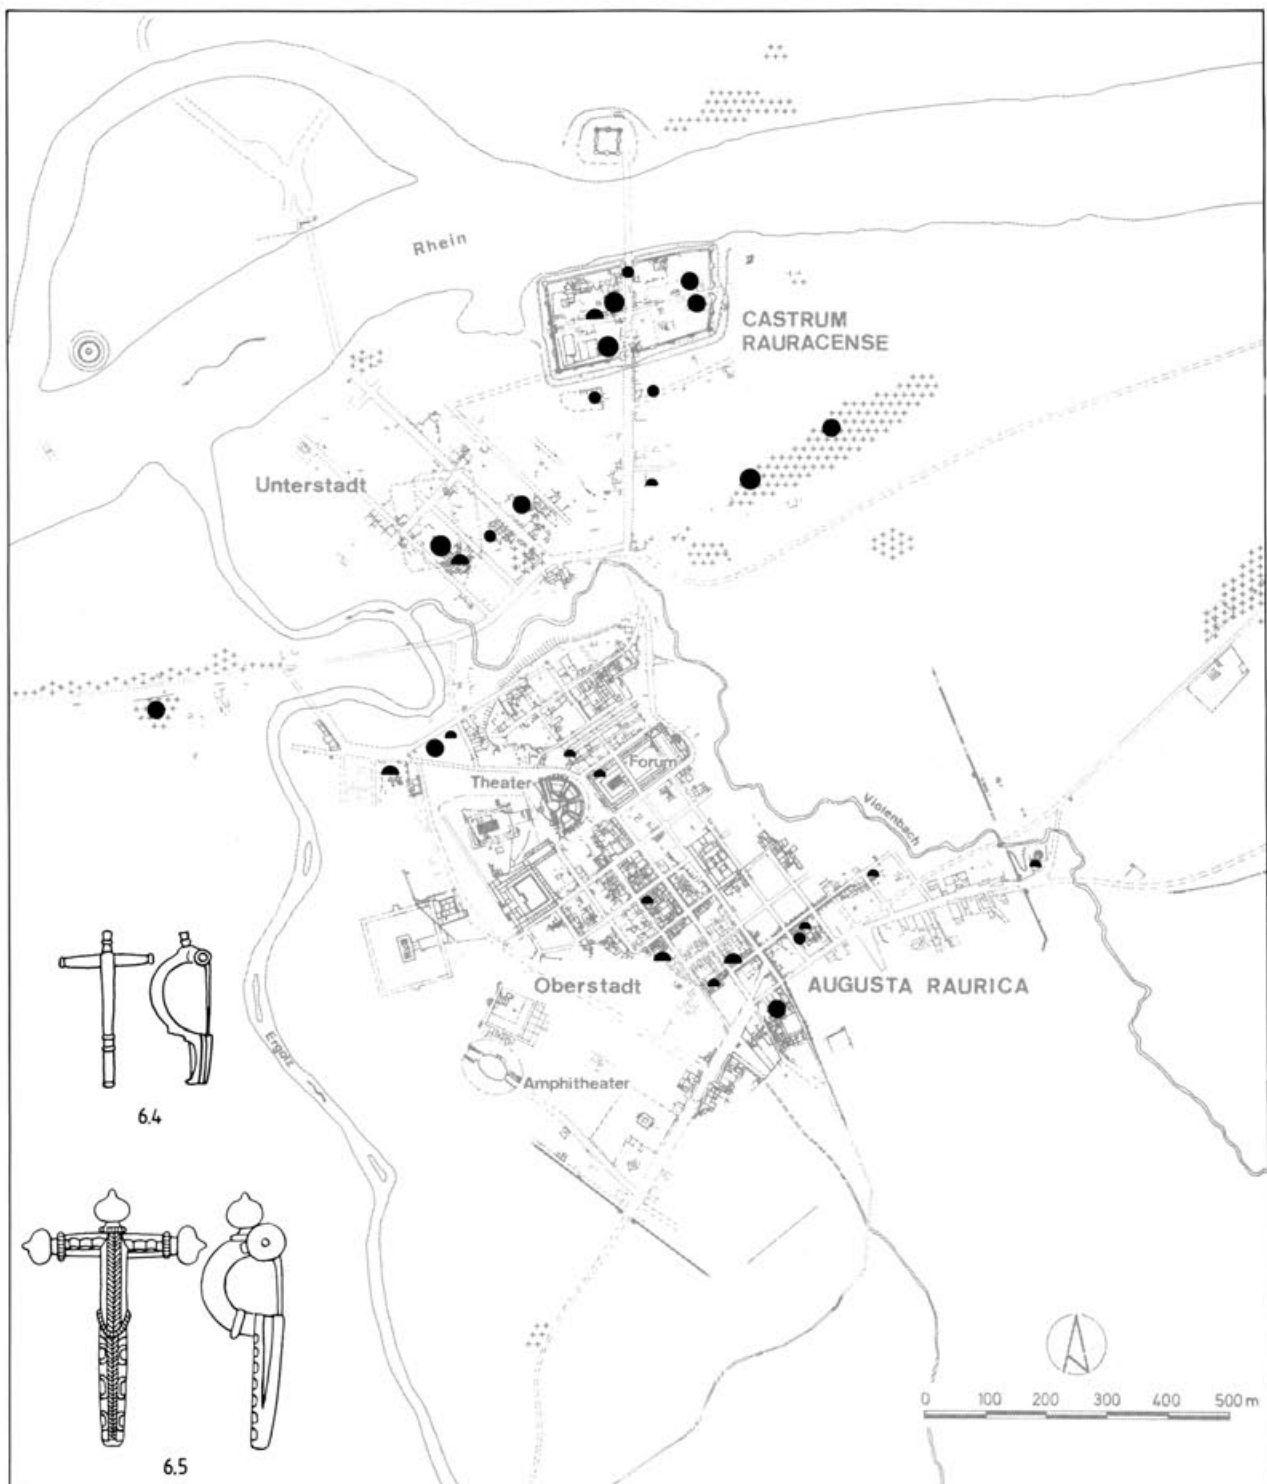 Rhein
CASTRUM
RAURACENSE
Unterstadt
Theater
Forum
Violenbach
Oberstadt
AUGUSTA RAURICA
Ergolz
Amphitheater
6.4
6.5
N
0 100 200 300 400 500 m